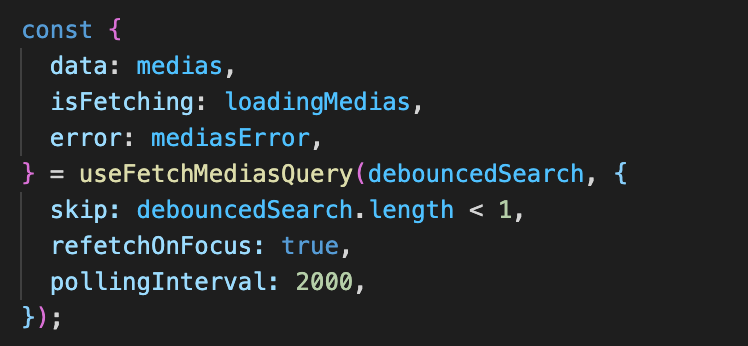 const {
  data: medias,
  isFetching: loadingMedias,
  error: mediasError,
} = useFetchMediasQuery(debouncedSearch, {
  skip: debouncedSearch.length < 1,
  refetchOnFocus: true,
  pollingInterval: 2000,
});